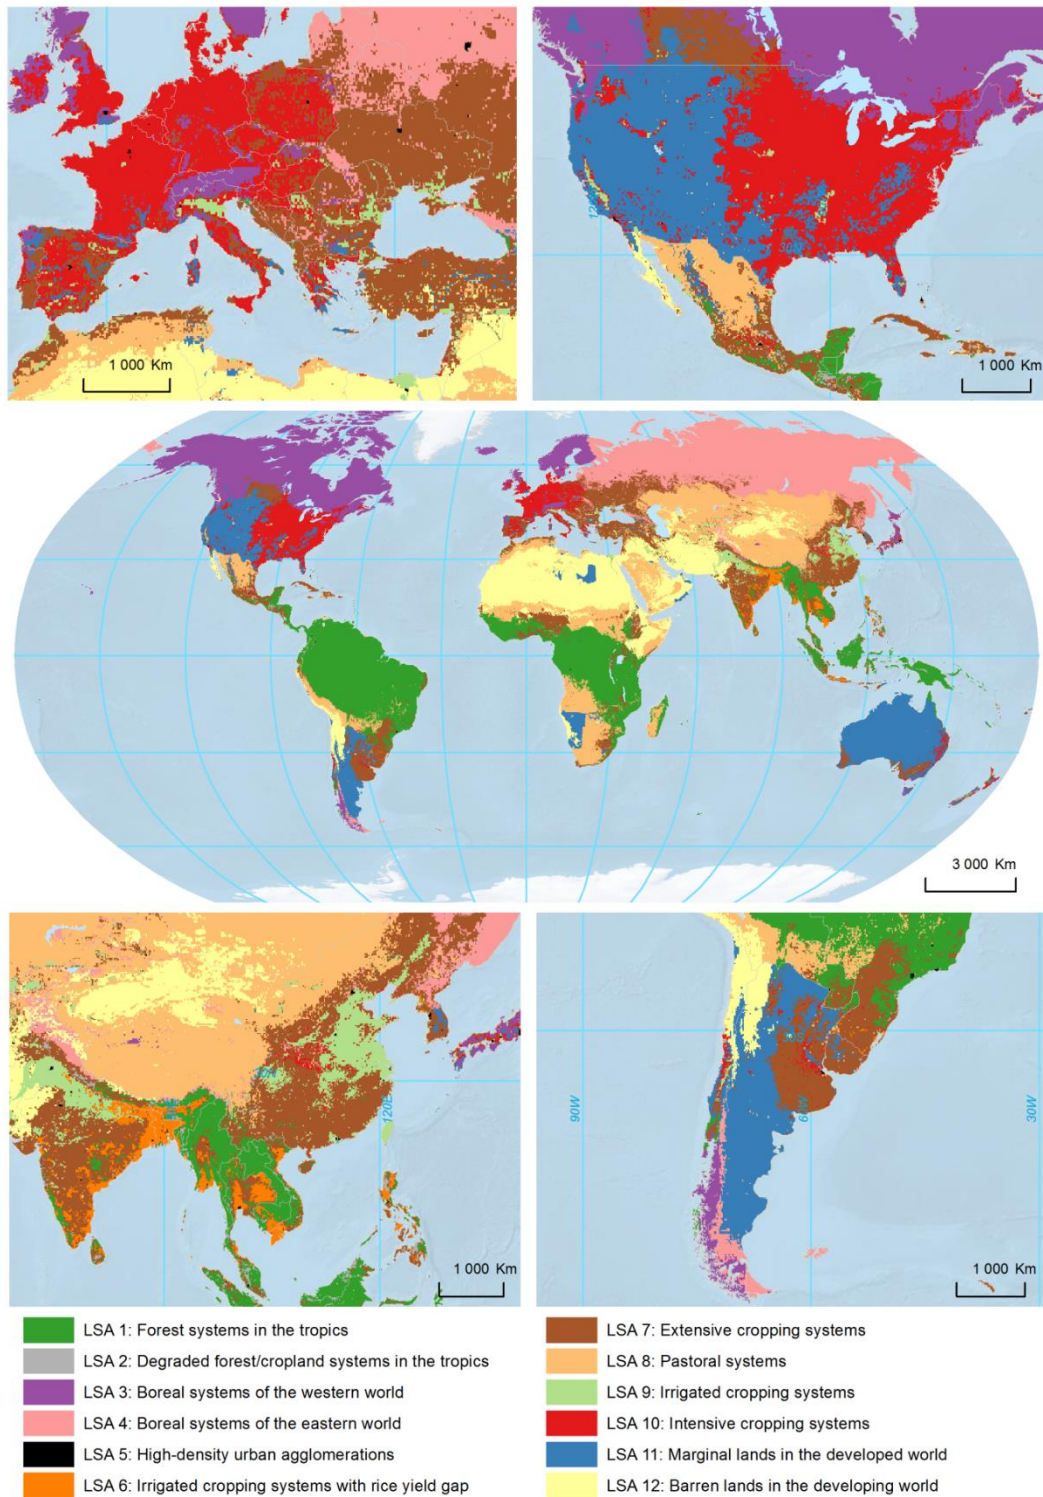 1 000 Km
30N
1 000 Km
3 000 Km
120E
1 000 Km
90W
60W
30W
1 000 Km
LSA 1: Forest systems in the tropics
LSA 2: Degraded forest/cropland systems in the tropics
LSA 3: Boreal systems of the western world
LSA 4: Boreal systems of the eastern world
LSA 5: High-density urban agglomerations
LSA 6: Irrigated cropping systems with rice yield gap
LSA 7: Extensive cropping systems
LSA 8: Pastoral systems
LSA 9: Irrigated cropping systems
LSA 10: Intensive cropping systems
LSA 11: Marginal lands in the developed world
LSA 12: Barren lands in the developing world